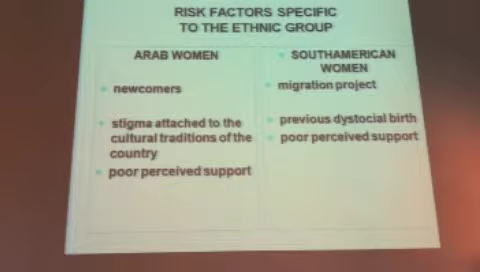 RISK FACTORS SPECIFIC
TO THE ETHNIC GROUP
ARAB WOMEN
newcomers
stigma attached to the
cultural traditions of the
country
poor perceived support
SOUTHAMERICAN
WOMEN
migration project
previous dystocial birth
poor perceived support